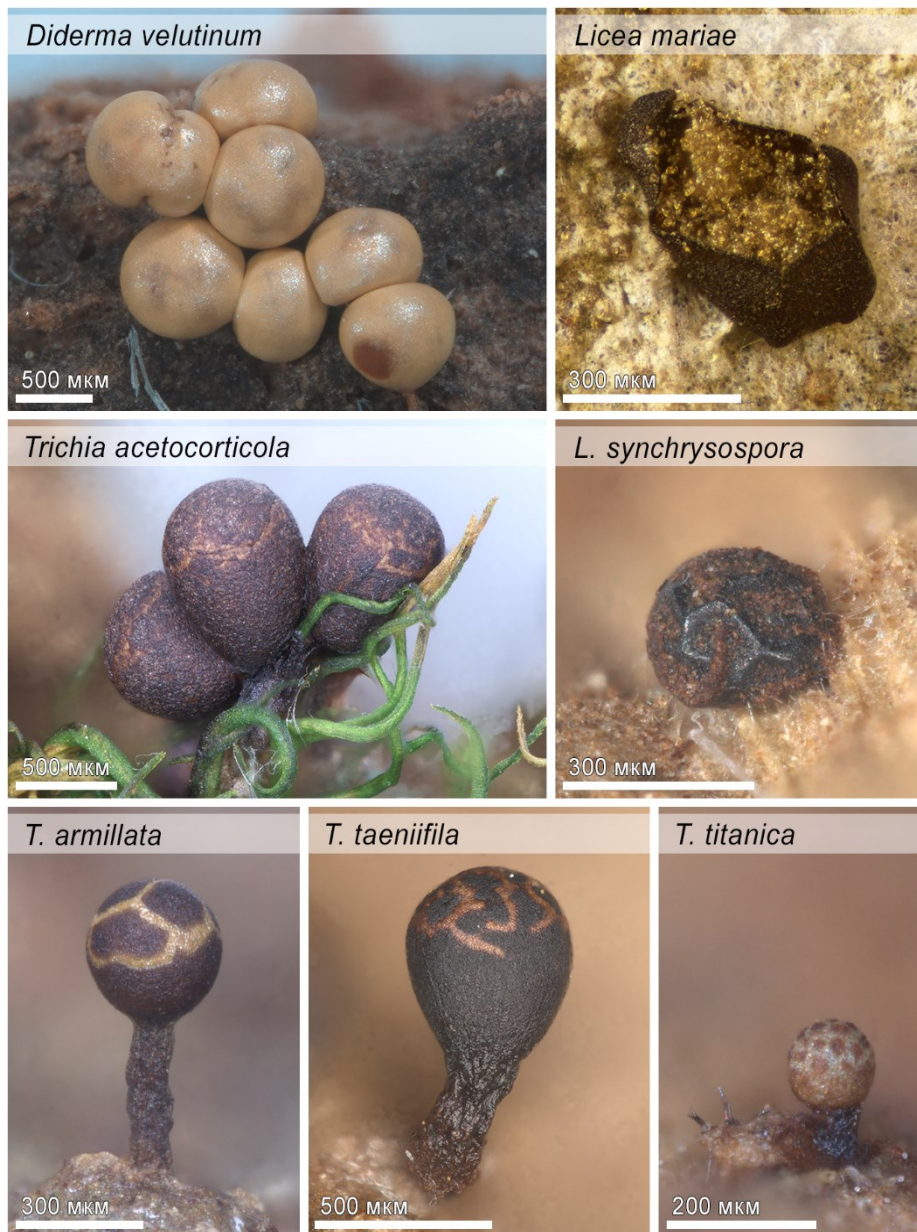 Diderma velutinum
Licea mariae
500 мкм
300 мкм
Trichia acetocorticola
L. synchrysospora
500 мкм
300 мкм
T. armillata
T. taeniifila
T. titanica
300 мкм
500 мкм
200 мкм